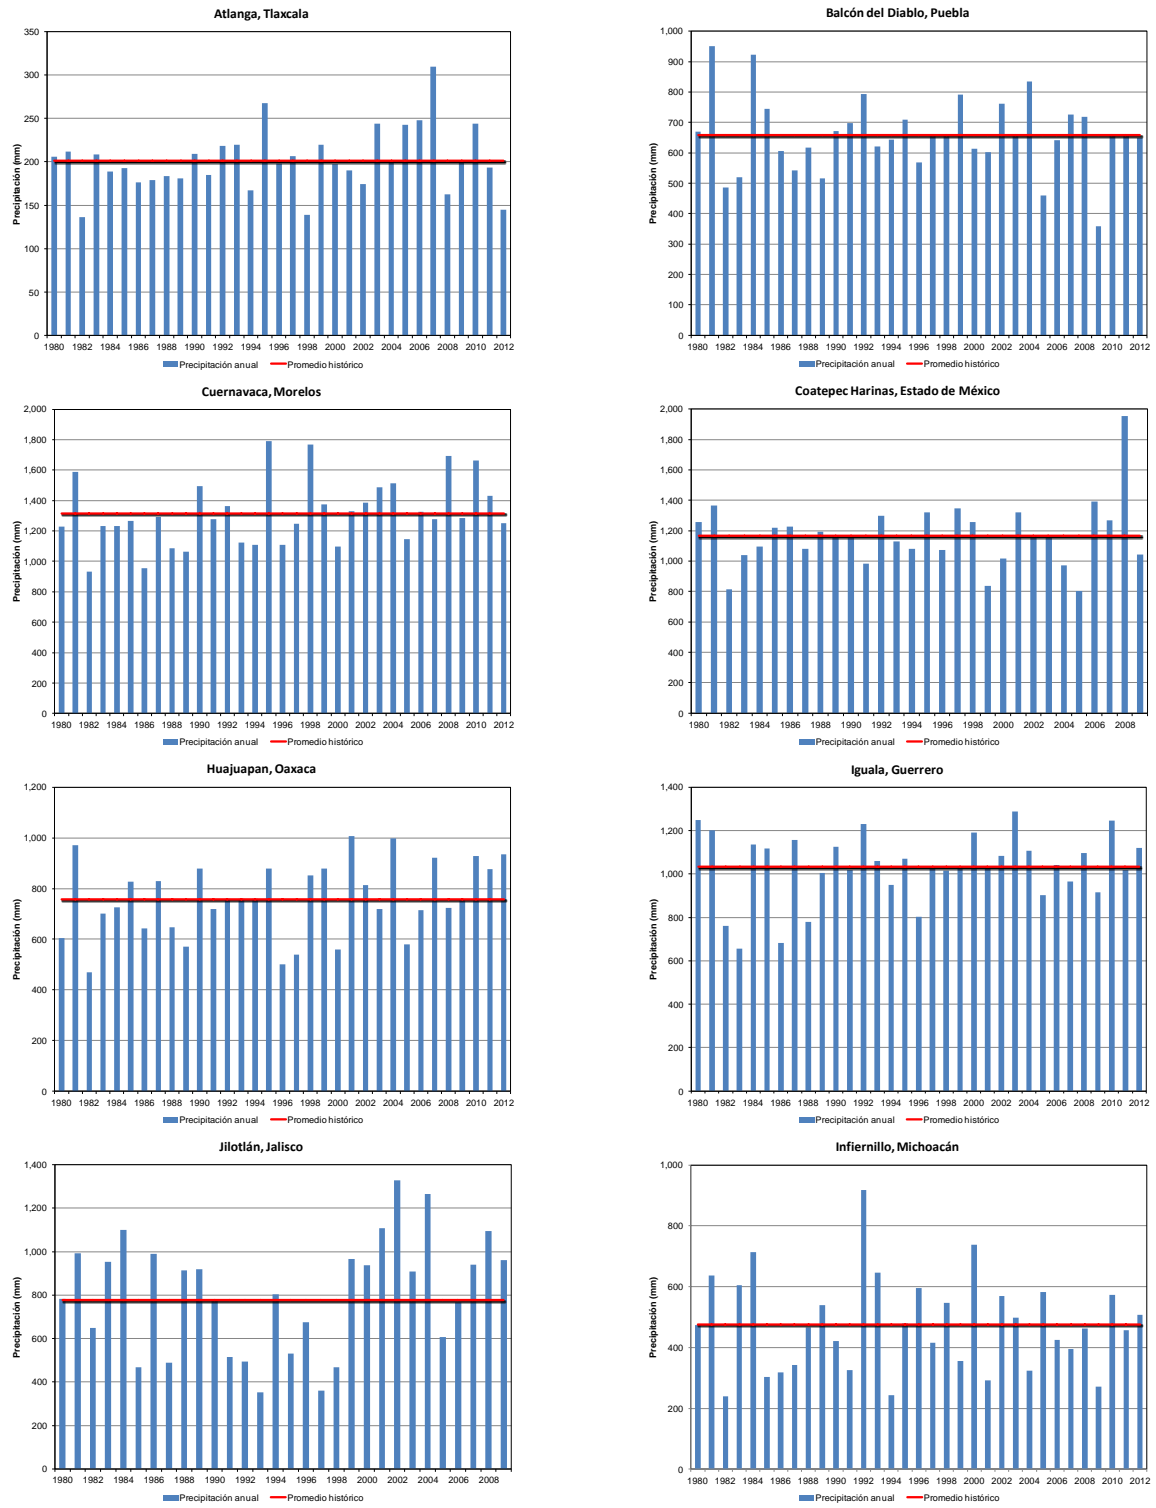 Atlanga, Tlaxcala
350
300
250
200
150
100
50
0
Precipitación (mm)
1980 1982 1984 1986 1988 1990 1992 1994 1996 1998 2000 2002 2004 2006 2008 2010 2012
Precipitación anual Promedio histórico
Balcón del Diablo, Puebla
1,000
900
800
700
600
500
400
300
200
100
0
Precipitación (mm)
1980 1982 1984 1986 1988 1990 1992 1994 1996 1998 2000 2002 2004 2006 2008 2010 2012
Precipitación anual Promedio histórico
Cuernavaca, Morelos
2,000
1,800
1,600
1,400
1,200
1,000
800
600
400
200
0
Precipitación (mm)
1980 1982 1984 1986 1988 1990 1992 1994 1996 1998 2000 2002 2004 2006 2008 2010 2012
Precipitación anual Promedio histórico
Coatepec Harinas, Estado de México
2,000
1,800
1,600
1,400
1,200
1,000
800
600
400
200
0
Precipitación (mm)
1980 1982 1984 1986 1988 1990 1992 1994 1996 1998 2000 2002 2004 2006 2008
Precipitación anual Promedio histórico
Huajuapan, Oaxaca
1,200
1,000
800
600
400
200
0
Precipitación (mm)
1980 1982 1984 1986 1988 1990 1992 1994 1996 1998 2000 2002 2004 2006 2008 2010 2012
Precipitación anual Promedio histórico
Iguala, Guerrero
1,400
1,200
1,000
800
600
400
200
0
Precipitación (mm)
1980 1982 1984 1986 1988 1990 1992 1994 1996 1998 2000 2002 2004 2006 2008 2010 2012
Precipitación anual Promedio histórico
Jilotlán, Jalisco
1,400
1,200
1,000
800
600
400
200
0
Precipitación (mm)
1980 1982 1984 1986 1988 1990 1992 1994 1996 1998 2000 2002 2004 2006 2008
Precipitación anual Promedio histórico
Infiernillo, Michoacán
1,000
800
600
400
200
0
Precipitación (mm)
1980 1982 1984 1986 1988 1990 1992 1994 1996 1998 2000 2002 2004 2006 2008 2010 2012
Precipitación anual Promedio histórico